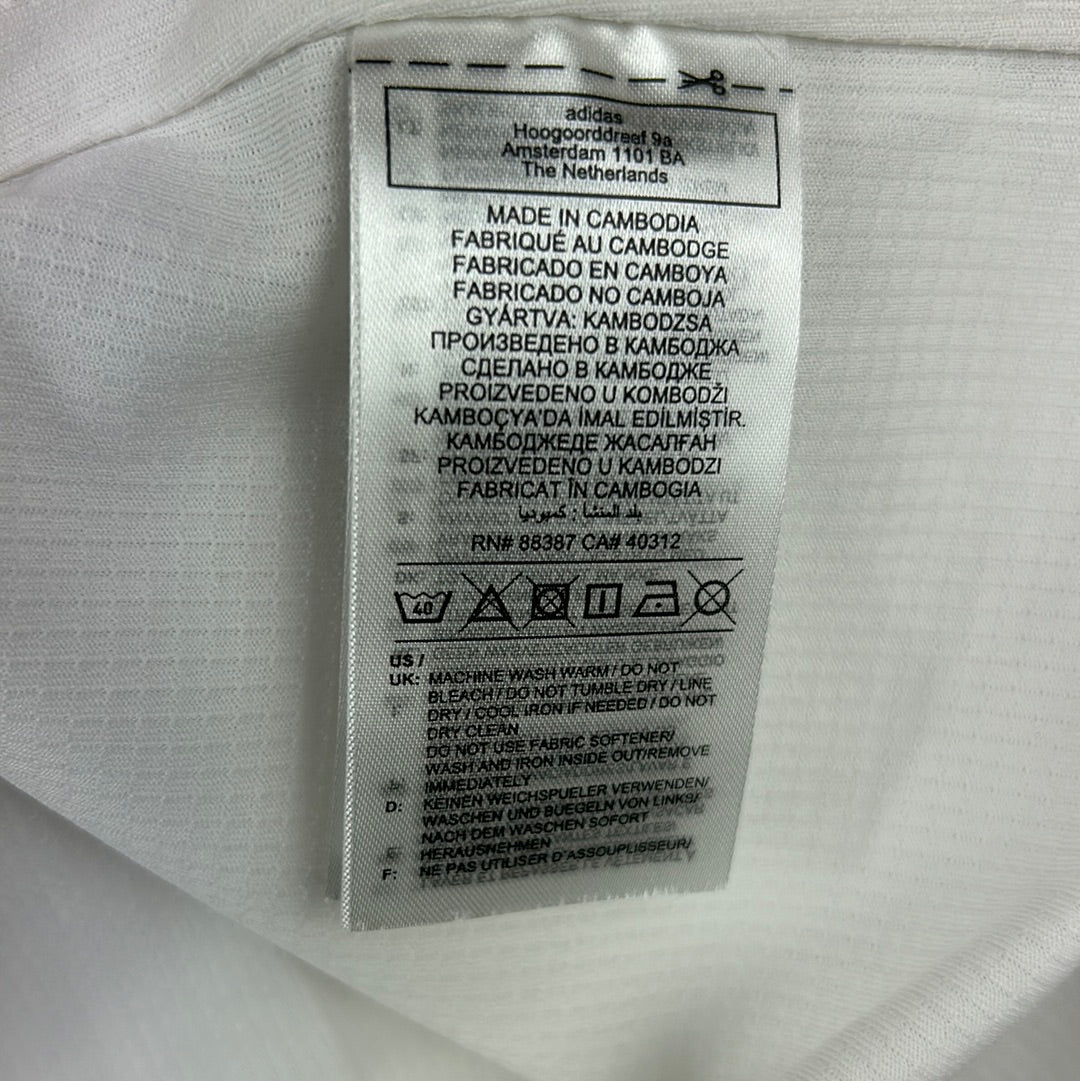 adidas
Hoogoorddreef 9a
Amsterdam 1101 BA
The Netherlands
MADE IN CAMBODIA
FABRIQUÉ AU CAMBODGE
FABRICADO EN CAMBOYA
FABRICADO NO CAMBOJA
GYÁRTVA: KAMBODZSA
ПРОИЗВЕДЕНО В КАМБОДЖА
СДЕЛАНО В КАМБОДЖЕ
PROIZVEDENO U KOMBODŽI
KAMBOÇYA'DA İMAL EDİLMİŞTİR.
КАМБОДЖЕДЕ ЖАСАЛҒАН
PROIZVEDENO U KAMBODZI
FABRICAT ÎN CAMBOGIA
بلد المنشأ : كمبوديا
RN# 88387 CA# 40312
40
US /
UK: MACHINE WASH WARM / DO NOT
BLEACH / DO NOT TUMBLE DRY / LINE
DRY / COOL IRON IF NEEDED / DO NOT
DRY CLEAN
DO NOT USE FABRIC SOFTENER/
WASH AND IRON INSIDE OUT/REMOVE
IMMEDIATELY
D: KEINEN WEICHSPUELER VERWENDEN/
WASCHEN UND BUEGELN VON LINKS/
NACH DEM WASCHEN SOFORT
HERAUSNEHMEN
F: NE PAS UTILISER D'ASSOUPLISSEUR/